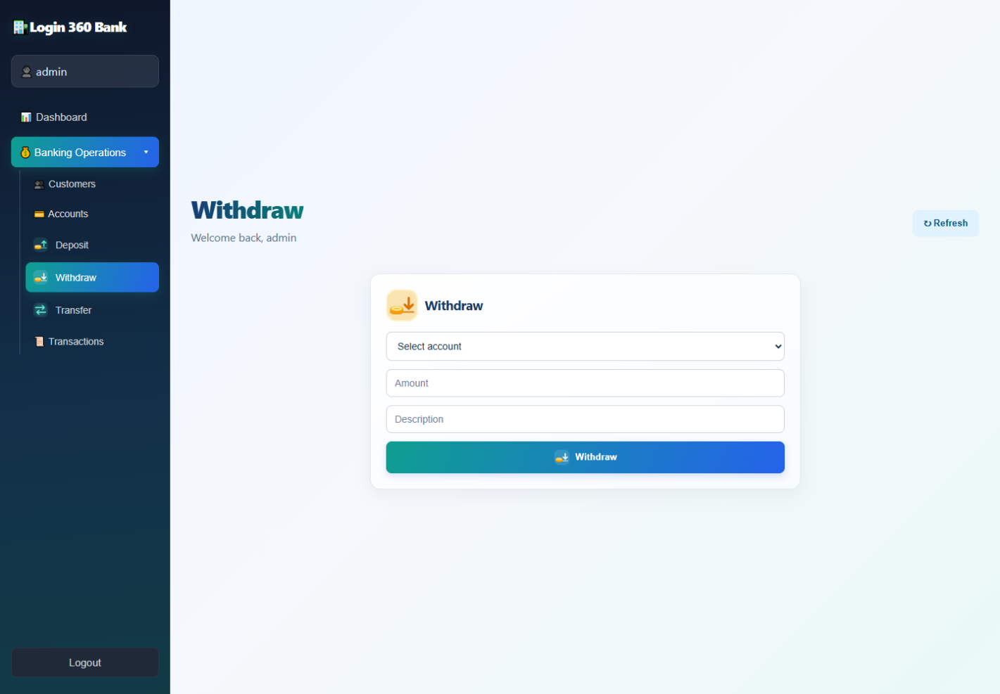 Login 360 Bank
admin
Dashboard
Banking Operations
Customers
Accounts
Deposit
Withdraw
Transfer
Transactions
Logout
Withdraw
Welcome back, admin
↻ Refresh
Withdraw
Select account
Amount
Description
Withdraw